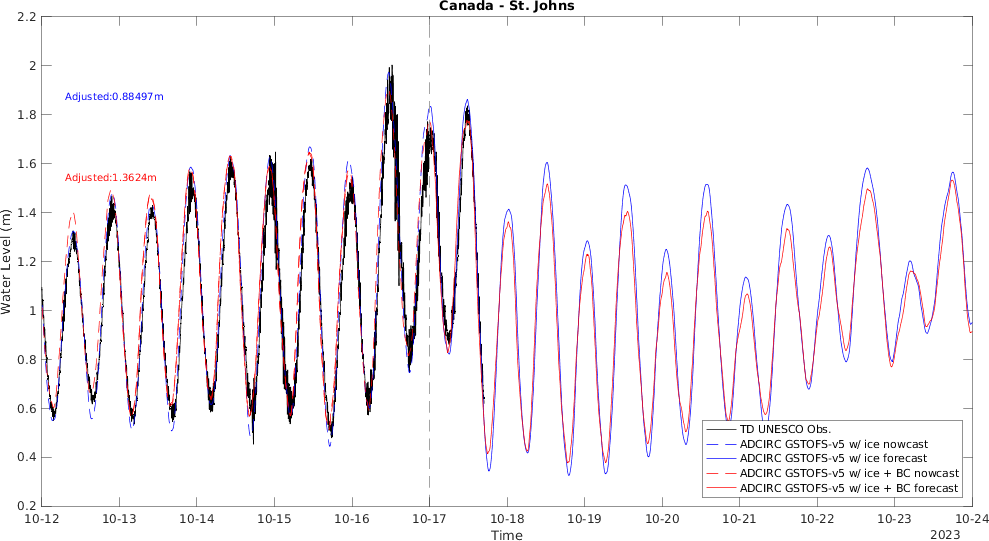 Canada - St. Johns
2.2
2
1.8
1.6
1.4
1.2
1
0.8
0.6
0.4
0.2
Water Level (m)
Adjusted:0.88497m
Adjusted:1.3624m
TD UNESCO Obs.
ADCIRC GSTOFS-v5 w/ ice nowcast
ADCIRC GSTOFS-v5 w/ ice forecast
ADCIRC GSTOFS-v5 w/ ice + BC nowcast
ADCIRC GSTOFS-v5 w/ ice + BC forecast
10-12 10-13 10-14 10-15 10-16 10-17 10-18 10-19 10-20 10-21 10-22 10-23 10-24
Time
2023